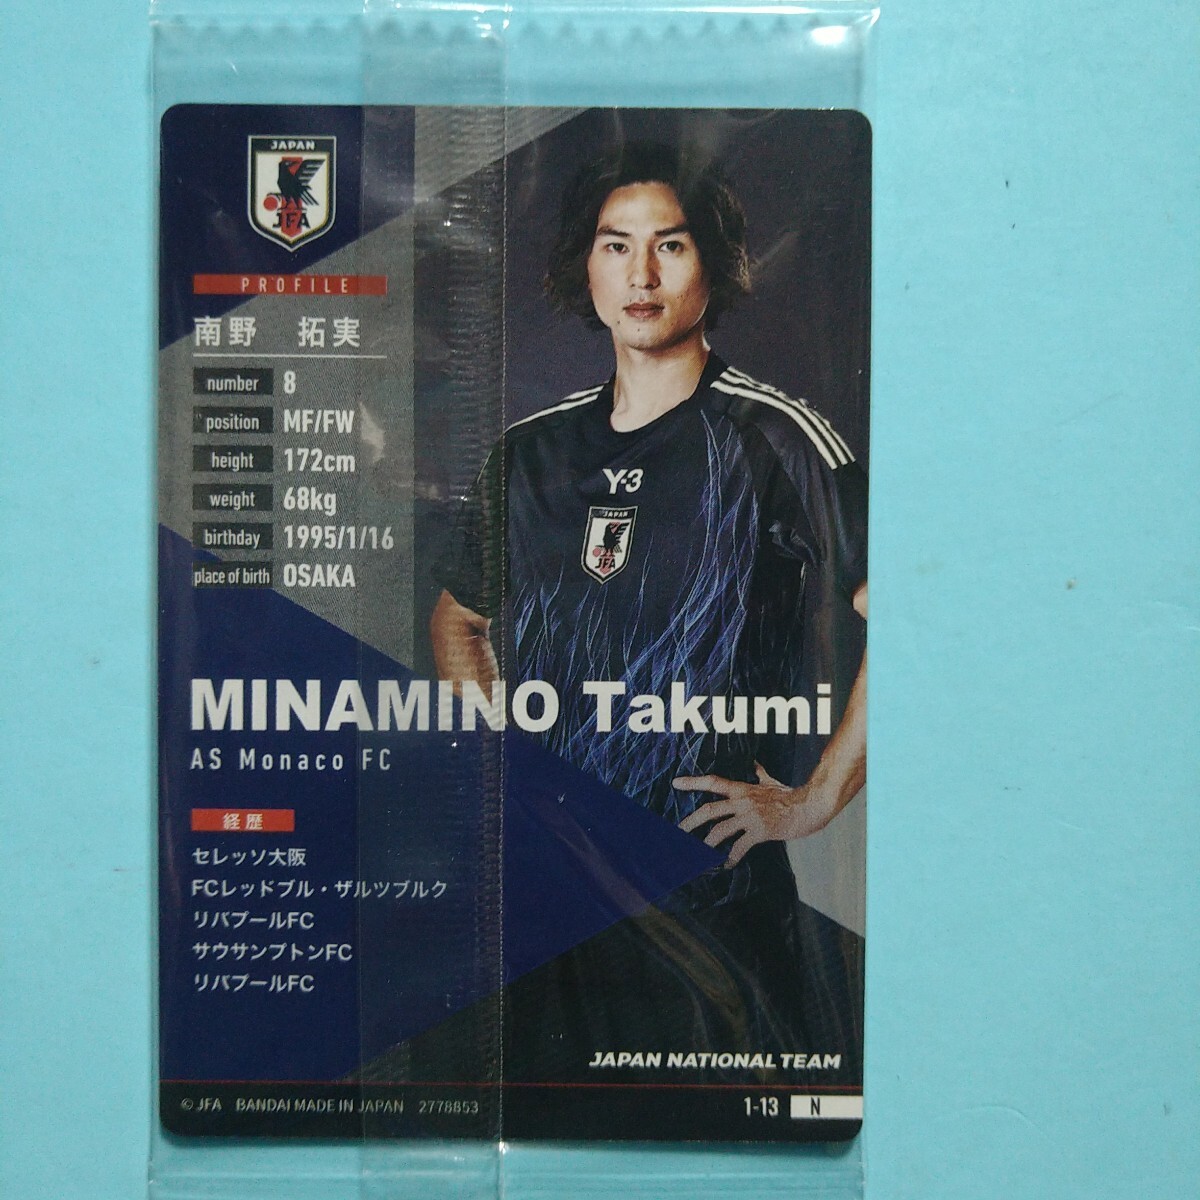 JAPAN
JFA
PROFILE
南野 拓実
number 8
position MF/FW
height 172cm
weight 68kg
birthday 1995/1/16
place of birth OSAKA
Y-3
JAPAN
JFA
MINAMINO Takumi
AS Monaco FC
経歴
セレッソ大阪
FCレッドブル・ザルツブルク
リバプールFC
サウサンプトンFC
リバプールFC
JAPAN NATIONAL TEAM
© JFA BANDAI MADE IN JAPAN 2778853
1-13 N